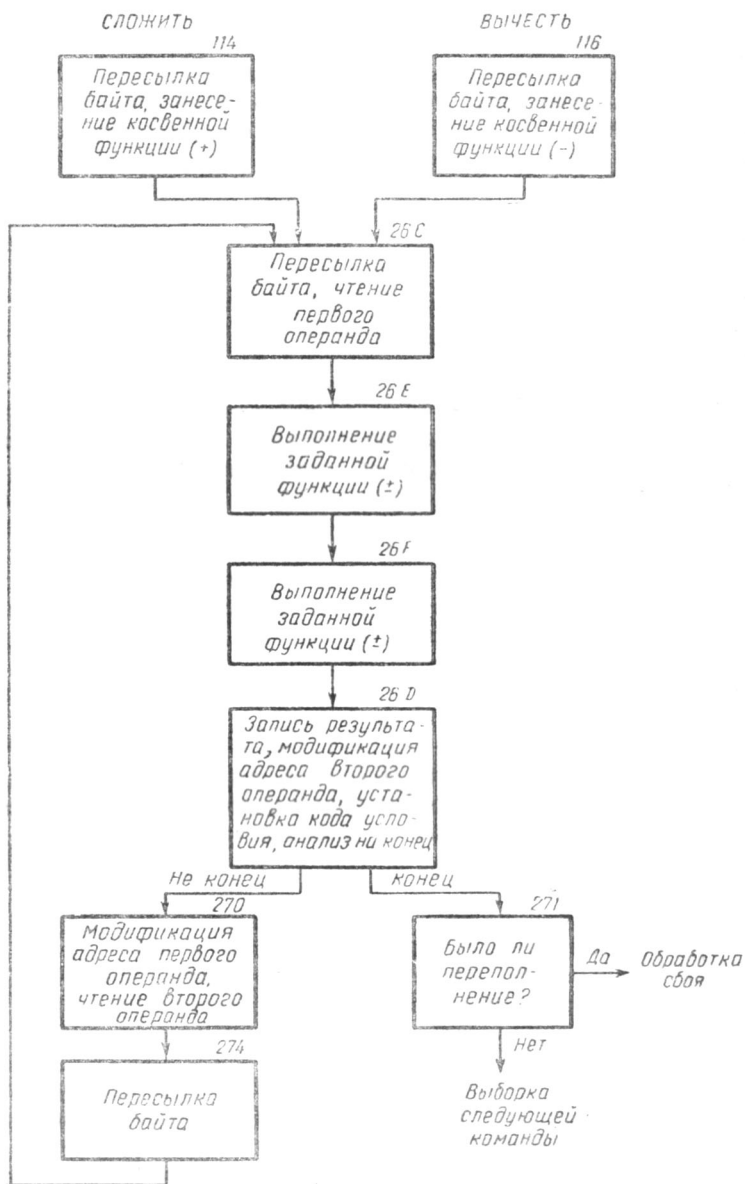 СЛОЖИТЬ
114
Пересылка
байта, занесе-
ние косвенной
функции (+)
ВЫЧЕСТЬ
116
Пересылка
байта, занесе-
ние косвенной
функции (-)
26C
Пересылка
байта, чтение
первого
операнда
26E
Выполнение
заданной
функции (±)
26F
Выполнение
заданной
функции (±)
26D
Запись результа-
та, модификация
адреса второго
операнда, уста-
новка кода усло-
вия, анализ ни конец
Не конец
конец
270
Модификация
адреса первого
операнда,
чтение второго
операнда
271
Было ли
перепол-
нение?
Да
Обработка
сбоя
Нет
Выборка
следующей
команды
274
Пересылка
байта